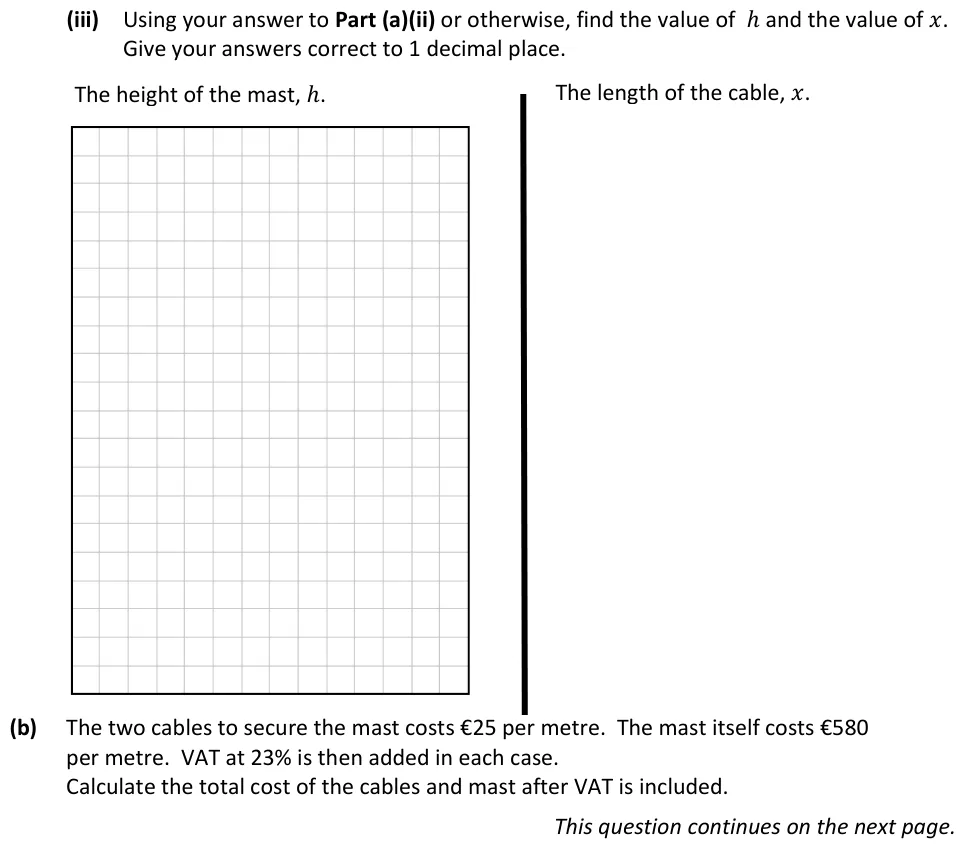 (iii) Using your answer to Part (a)(ii) or otherwise, find the value of h and the value of x.
Give your answers correct to 1 decimal place.
The height of the mast, h.
The length of the cable, x.
(b) The two cables to secure the mast costs €25 per metre. The mast itself costs €580
per metre. VAT at 23% is then added in each case.
Calculate the total cost of the cables and mast after VAT is included.
This question continues on the next page.